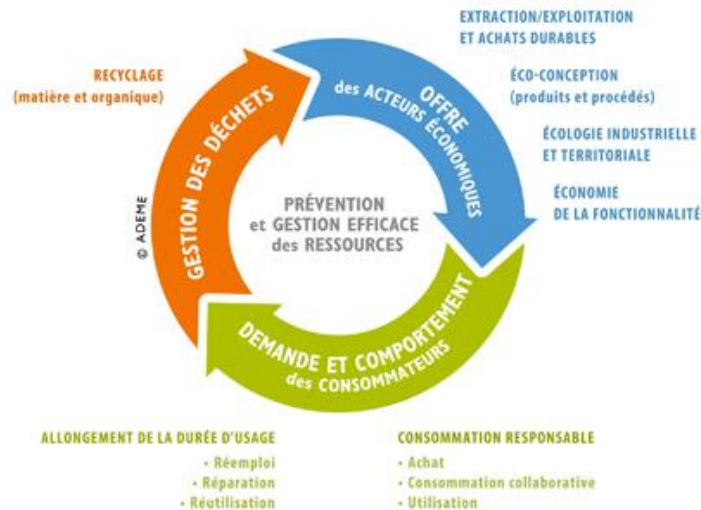 EXTRACTION/EXPLOITATION
ET ACHATS DURABLES
RECYCLAGE
(matière et organique)
ÉCO-CONCEPTION
(produits et procédés)
OFFRE
des ACTEURS ÉCONOMIQUES
ÉCOLOGIE INDUSTRIELLE
ET TERRITORIALE
ÉCONOMIE
DE LA FONCTIONNALITÉ
GESTION DES DÉCHETS
© ADEME
PRÉVENTION
et GESTION EFFICACE
des RESSOURCES
DEMANDE ET COMPORTEMENT
des CONSOMMATEURS
ALLONGEMENT DE LA DURÉE D'USAGE
• Réemploi
• Réparation
• Réutilisation
CONSOMMATION RESPONSABLE
• Achat
• Consommation collaborative
• Utilisation